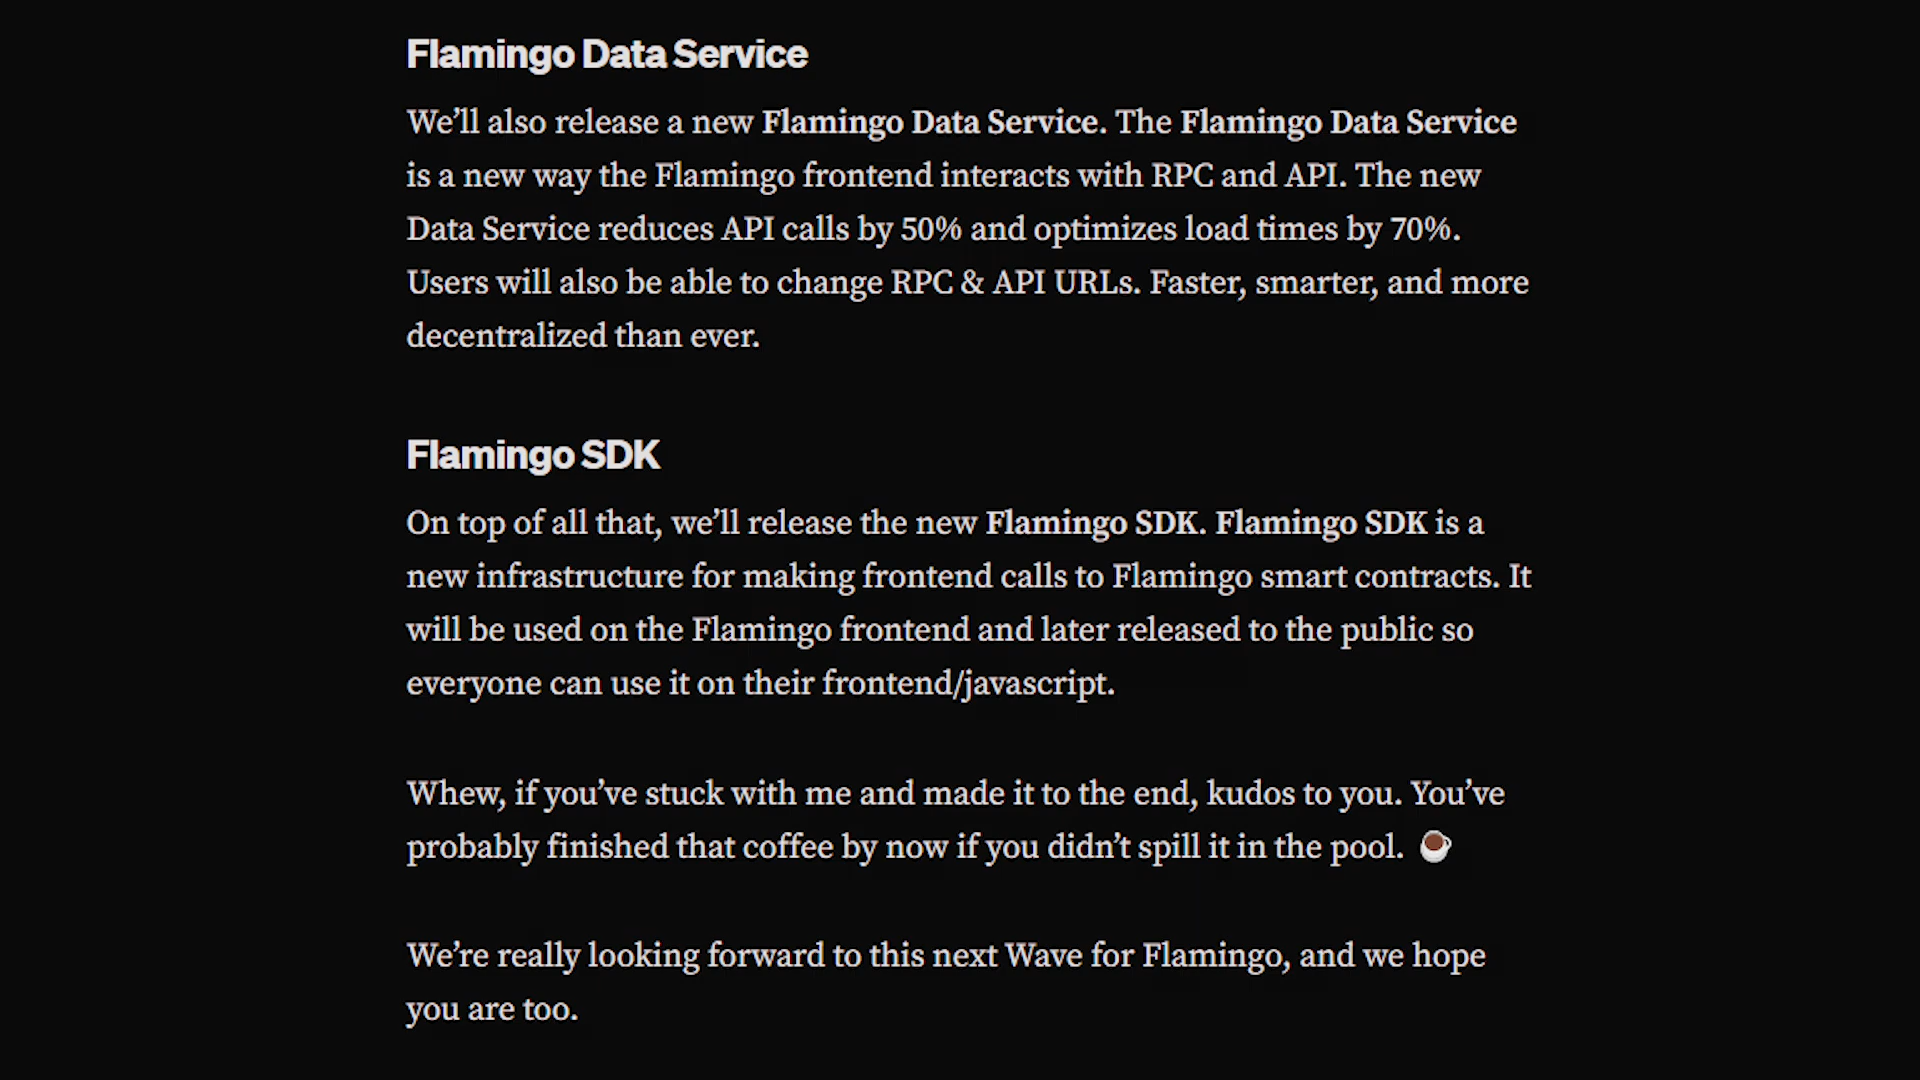 Flamingo Data Service
We’ll also release a new Flamingo Data Service. The Flamingo Data Service
is a new way the Flamingo frontend interacts with RPC and API. The new
Data Service reduces API calls by 50% and optimizes load times by 70%.
Users will also be able to change RPC & API URLs. Faster, smarter, and more
decentralized than ever.
Flamingo SDK
On top of all that, we’ll release the new Flamingo SDK. Flamingo SDK is a
new infrastructure for making frontend calls to Flamingo smart contracts. It
will be used on the Flamingo frontend and later released to the public so
everyone can use it on their frontend/javascript.
Whew, if you’ve stuck with me and made it to the end, kudos to you. You’ve
probably finished that coffee by now if you didn’t spill it in the pool. ☕
We’re really looking forward to this next Wave for Flamingo, and we hope
you are too.